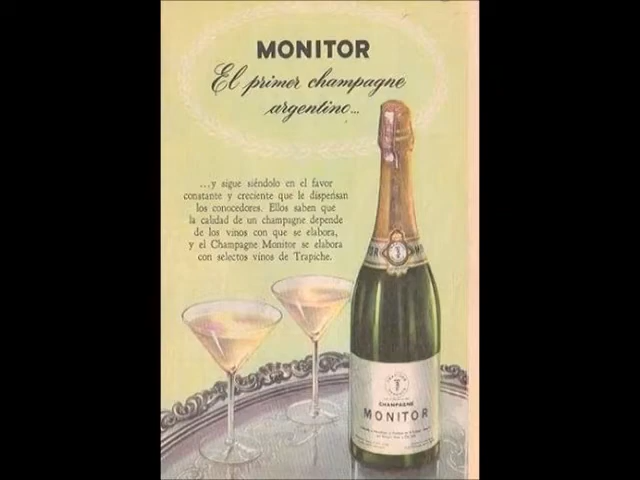 MONITOR
El primer champagne
argentino...
...y sigue siéndolo en el favor
constante y creciente que le dispensan
los conocedores. Ellos saben que
la calidad de un champagne depende
de los vinos con que se elabora,
y el Champagne Monitor se elabora
con selectos vinos de Trapiche.
CHAMPAGNE
MONITOR